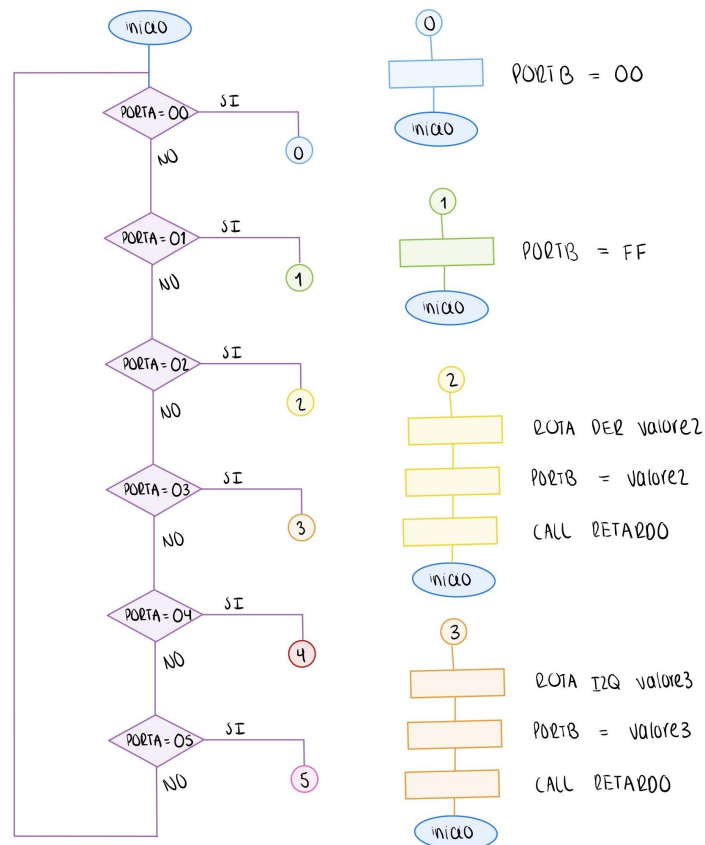 inicio
PORTA=00
SI
0
NO
PORTA=01
SI
1
NO
PORTA=02
SI
2
NO
PORTA=03
SI
3
NO
PORTA=04
SI
4
NO
PORTA=05
SI
5
NO
0
PORTB = 00
inicio
1
PORTB = FF
inicio
2
ROTA DER valore2
PORTB = valore2
CALL RETARDO
inicio
3
ROTA IZQ valore3
PORTB = valore3
CALL RETARDO
inicio